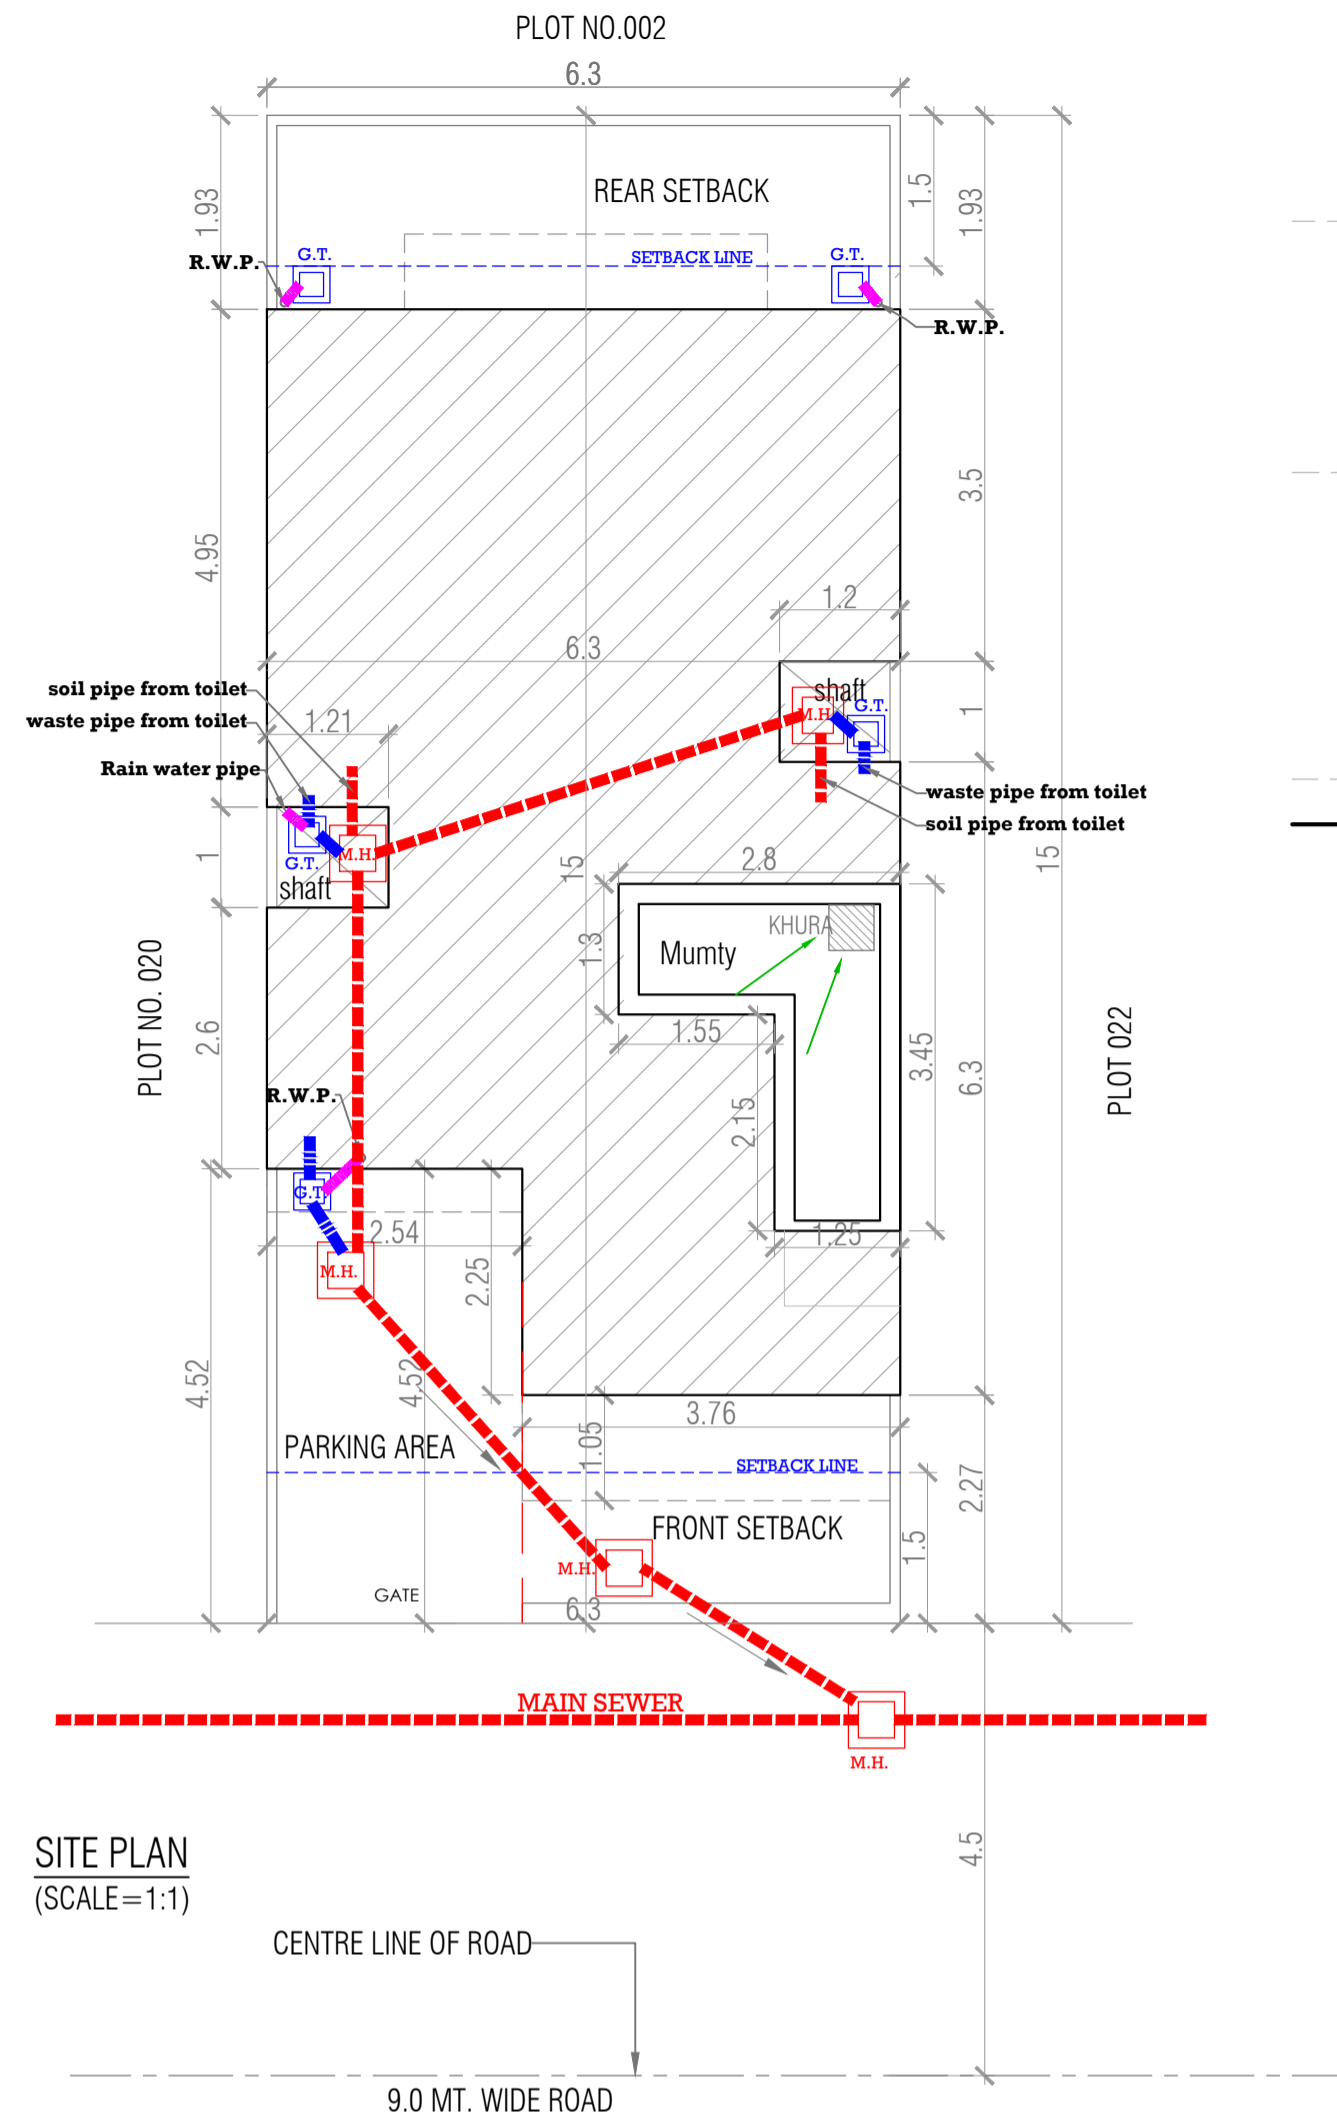 PLOT NO.002
6.3
1.93
1.5
1.93
15
REAR SETBACK
G.T.
SETBACK LINE
G.T.
R.W.P.
R.W.P.
4.95
3.5
1.2
6.3
soil pipe from toilet
waste pipe from toilet
1.21
Rain water pipe
shaft
M.H.
G.T.
1
waste pipe from toilet
soil pipe from toilet
M.H.
G.T.
shaft
1
15
2.8
KHURA
Mumty
1.3
1.55
2.15
3.45
6.3
PLOT NO. 020
PLOT 022
2.6
R.W.P.
G.T.
2.54
1.25
M.H.
2.25
4.52
4.52
3.76
1.05
PARKING AREA
SETBACK LINE
2.27
FRONT SETBACK
1.5
M.H.
GATE
6.3
MAIN SEWER
M.H.
SITE PLAN
(SCALE=1:1)
4.5
CENTRE LINE OF ROAD
9.0 MT. WIDE ROAD